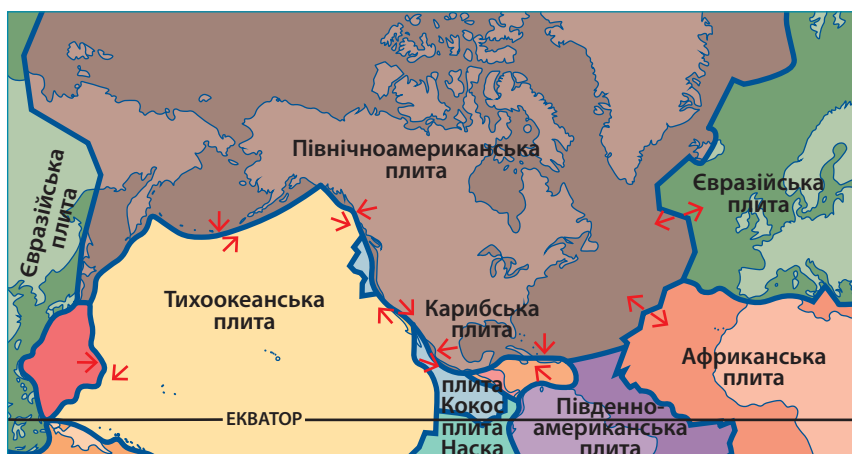 Північноамериканська
плита
Євразійська
плита
Євразійська
плита
Тихоокеанська
плита
Карибська
плита
Африканська
плита
плита
Кокос
ЕКВАТОР
плита
Наска
Південно-
американська
плита